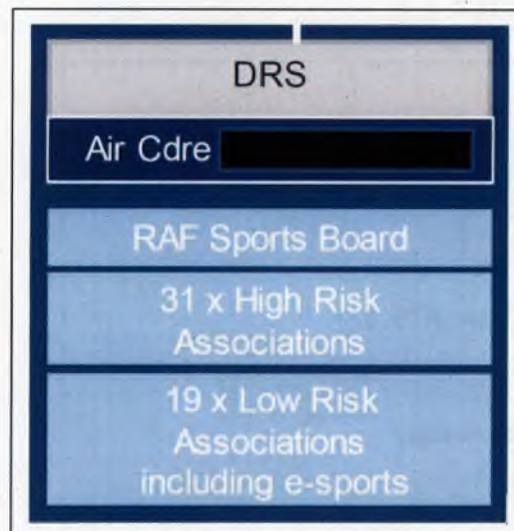 DRS
Air Cdre
RAF Sports Board
31 x High Risk
Associations
19 x Low Risk
Associations
including e-sports